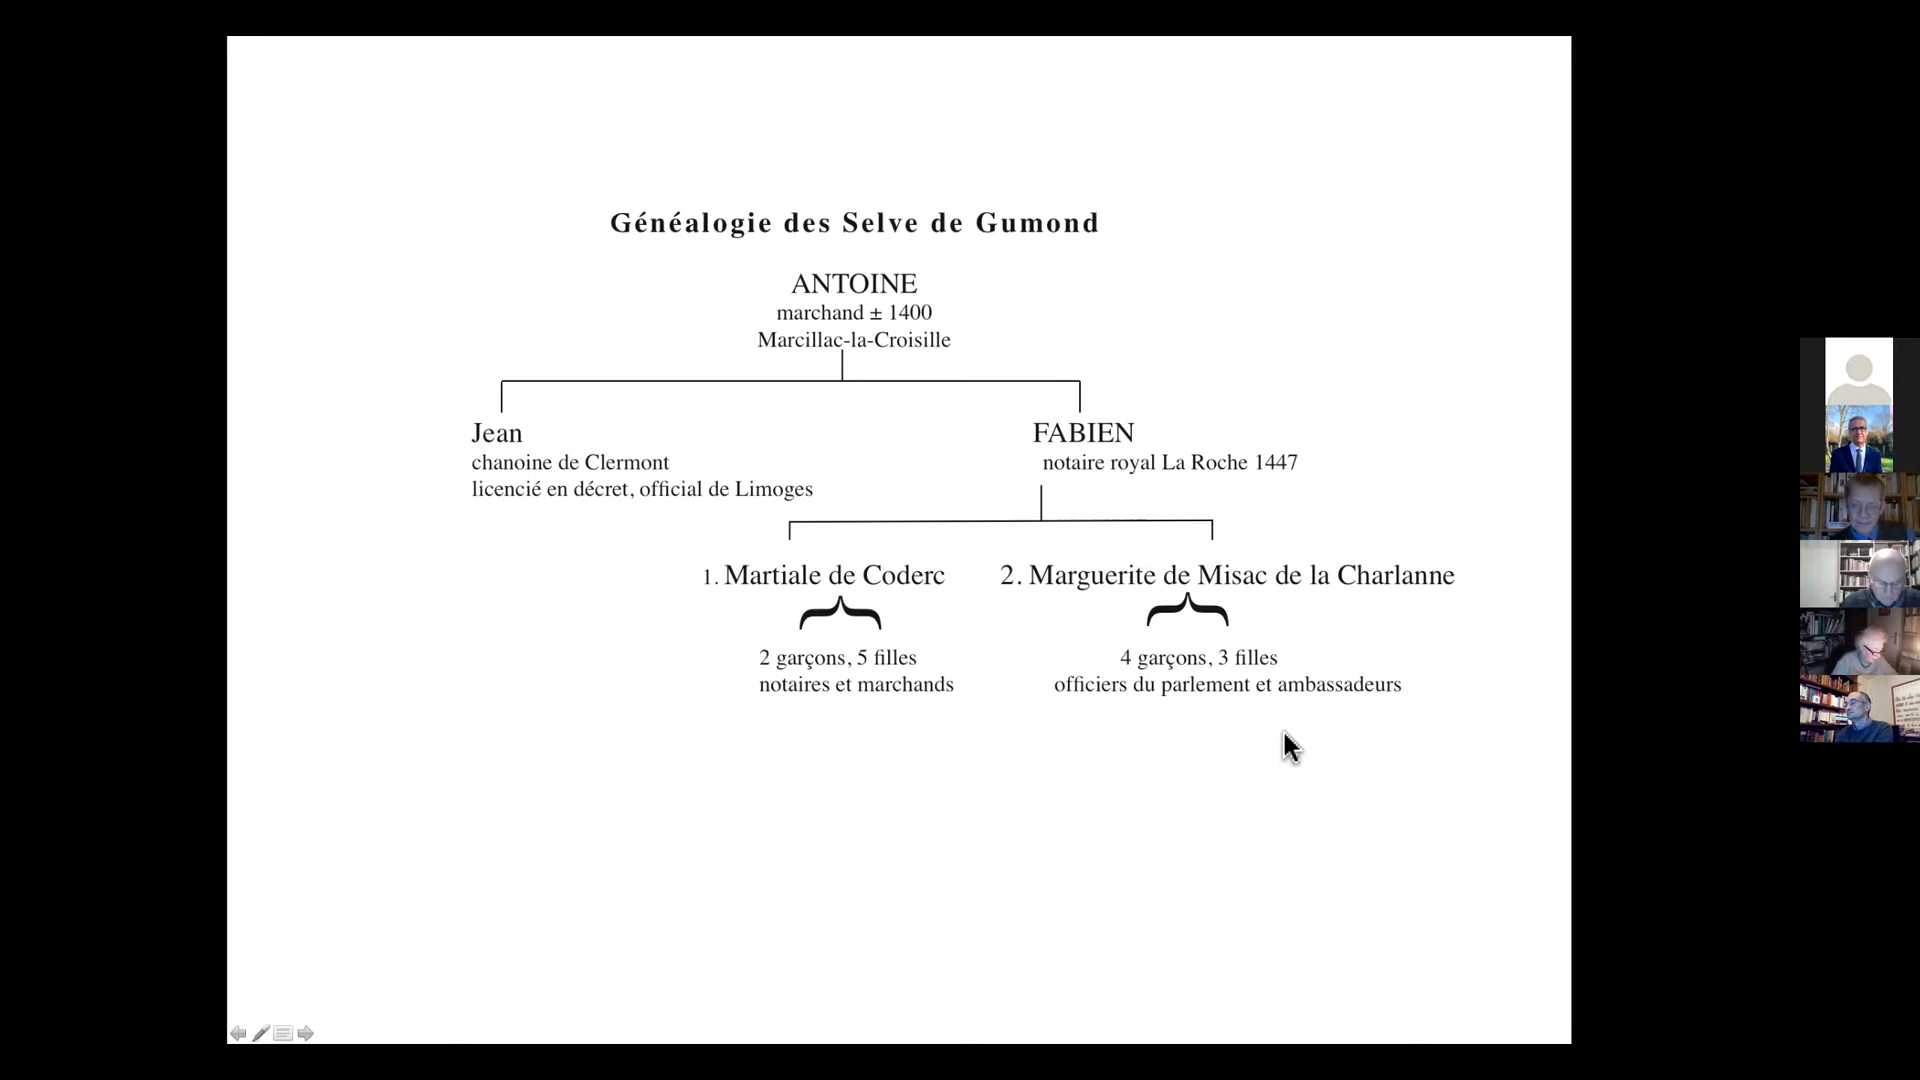 Généalogie des Selve de Gumond
ANTOINE
marchand ± 1400
Marcillac-la-Croisille
Jean
chanoine de Clermont
licencié en décret, official de Limoges
FABIEN
notaire royal La Roche 1447
1. Martiale de Coderc
2 garçons, 5 filles
notaires et marchands
2. Marguerite de Misac de la Charlanne
4 garçons, 3 filles
officiers du parlement et ambassadeurs